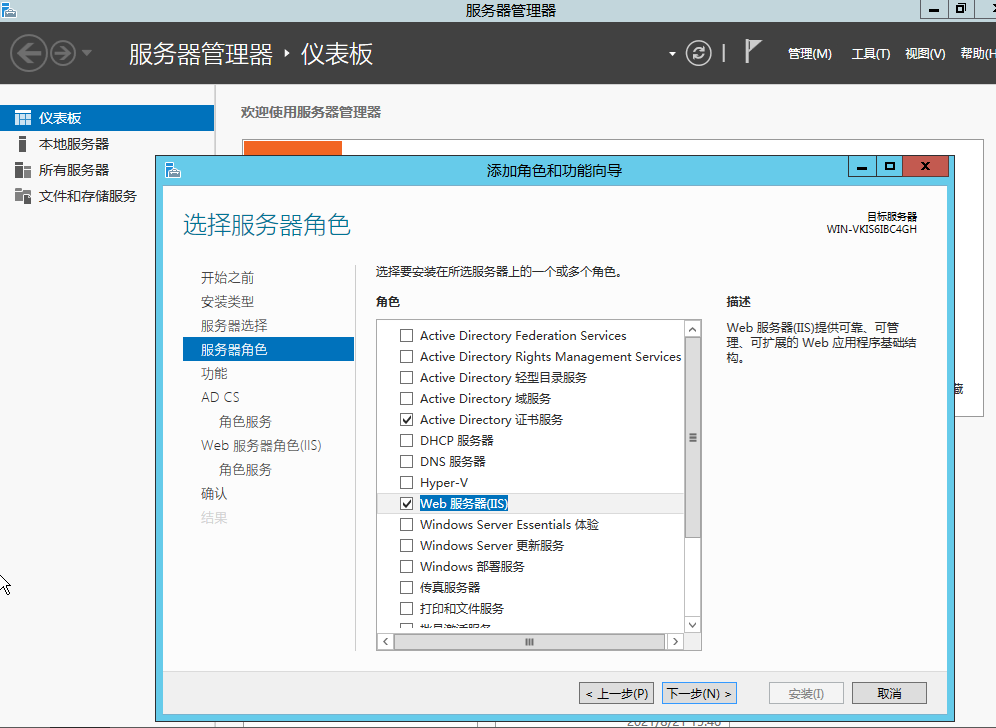 服务器管理器
服务器管理器 ‣ 仪表板
管理(M) 工具(T) 视图(V) 帮助(H
仪表板
本地服务器
所有服务器
文件和存储服务
欢迎使用服务器管理器
添加角色和功能向导
选择服务器角色
目标服务器
WIN-VKIS6IBC4GH
开始之前
安装类型
服务器选择
服务器角色
功能
AD CS
角色服务
Web 服务器角色(IIS)
角色服务
确认
结果
选择要安装在所选服务器上的一个或多个角色。
角色
Active Directory Federation Services
Active Directory Rights Management Services
Active Directory 轻型目录服务
Active Directory 域服务
Active Directory 证书服务
DHCP 服务器
DNS 服务器
Hyper-V
Web 服务器(IIS)
Windows Server Essentials 体验
Windows Server 更新服务
Windows 部署服务
传真服务器
打印和文件服务
批量激活服务
描述
Web 服务器(IIS)提供可靠、可管
理、可扩展的 Web 应用程序基础结
构。
藏
< 上一步(P) 下一步(N) > 安装(I) 取消